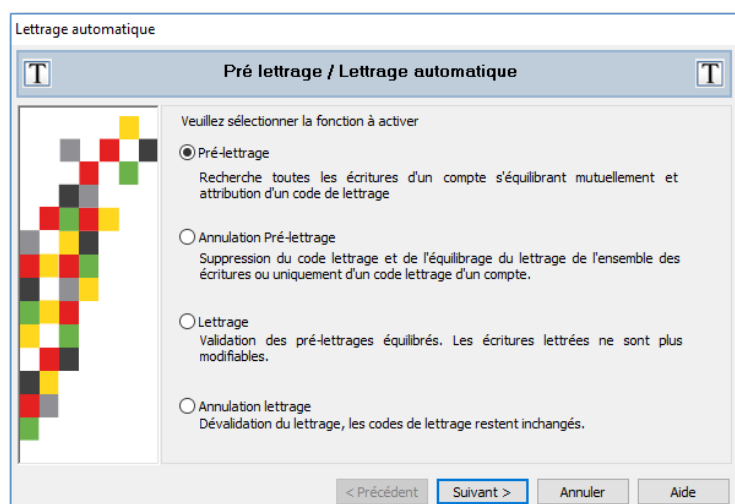 Lettrage automatique
T
Pré lettrage / Lettrage automatique
T
Veuillez sélectionner la fonction à activer
Pré-lettrage
Recherche toutes les écritures d'un compte s'équilibrant mutuellement et
attribution d'un code de lettrage
Annulation Pré-lettrage
Suppression du code lettrage et de l'équilibrage du lettrage de l'ensemble des
écritures ou uniquement d'un code lettrage d'un compte.
Lettrage
Validation des pré-lettrages équilibrés. Les écritures lettrées ne sont plus
modifiables.
Annulation lettrage
Dévalidation du lettrage, les codes de lettrage restent inchangés.
< Précédent
Suivant >
Annuler
Aide